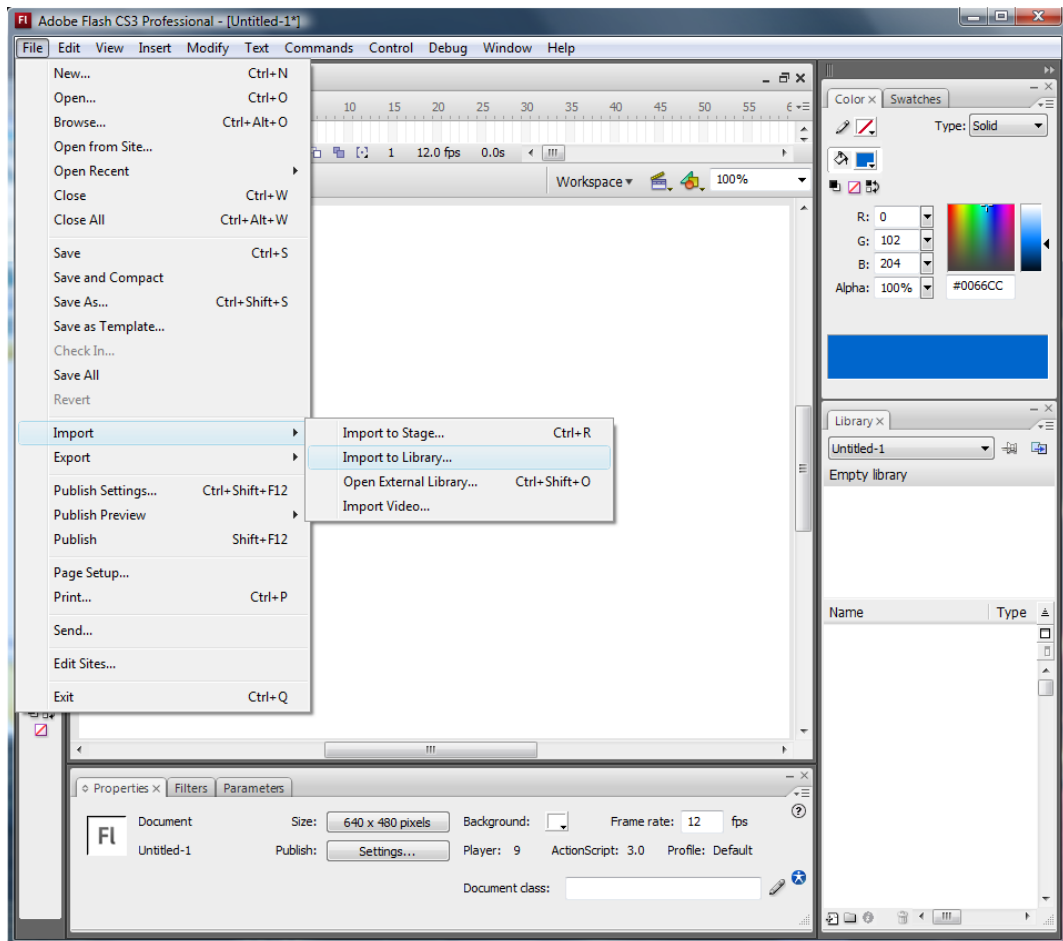 Fl Adobe Flash CS3 Professional - [Untitled-1*]
File Edit View Insert Modify Text Commands Control Debug Window Help
New... Ctrl+N
Open... Ctrl+O
Browse... Ctrl+Alt+O
Open from Site...
Open Recent
Close Ctrl+W
Close All Ctrl+Alt+W
Save Ctrl+S
Save and Compact
Save As... Ctrl+Shift+S
Save as Template...
Check In...
Save All
Revert
Import
Export
Publish Settings... Ctrl+Shift+F12
Publish Preview
Publish Shift+F12
Page Setup...
Print... Ctrl+P
Send...
Edit Sites...
Exit Ctrl+Q
Import to Stage... Ctrl+R
Import to Library...
Open External Library... Ctrl+Shift+O
Import Video...
10 15 20 25 30 35 40 45 50 55
1 12.0 fps 0.0s
Workspace 100%
Color Swatches
Type: Solid
R: 0
G: 102
B: 204
Alpha: 100% #0066CC
Library
Untitled-1
Empty library
Name Type
Properties Filters Parameters
Fl
Document Size: 640 x 480 pixels Background: Frame rate: 12 fps
Untitled-1 Publish: Settings... Player: 9 ActionScript: 3.0 Profile: Default
Document class: